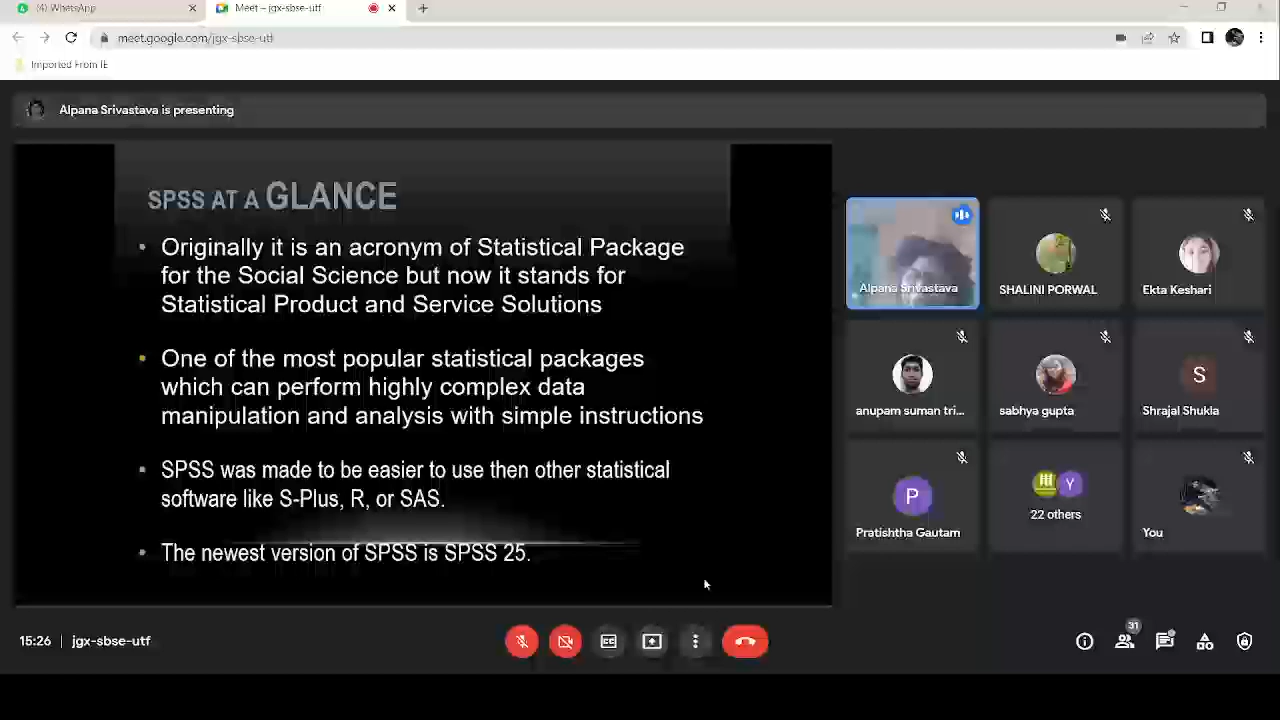 (4) WhatsApp
Meet – jgx-sbse-utf
meet.google.com/jgx-sbse-utf
Imported From IE
Alpana Srivastava is presenting
SPSS AT A GLANCE
• Originally it is an acronym of Statistical Package
for the Social Science but now it stands for
Statistical Product and Service Solutions
• One of the most popular statistical packages
which can perform highly complex data
manipulation and analysis with simple instructions
• SPSS was made to be easier to use then other statistical
software like S-Plus, R, or SAS.
• The newest version of SPSS is SPSS 25.
Alpana Srivastava
SHALINI PORWAL
Ekta Keshari
anupam suman tri...
sabhya gupta
S
Shrajal Shukla
P
Pratishtha Gautam
Y
22 others
You
15:26 | jgx-sbse-utf
CC
31